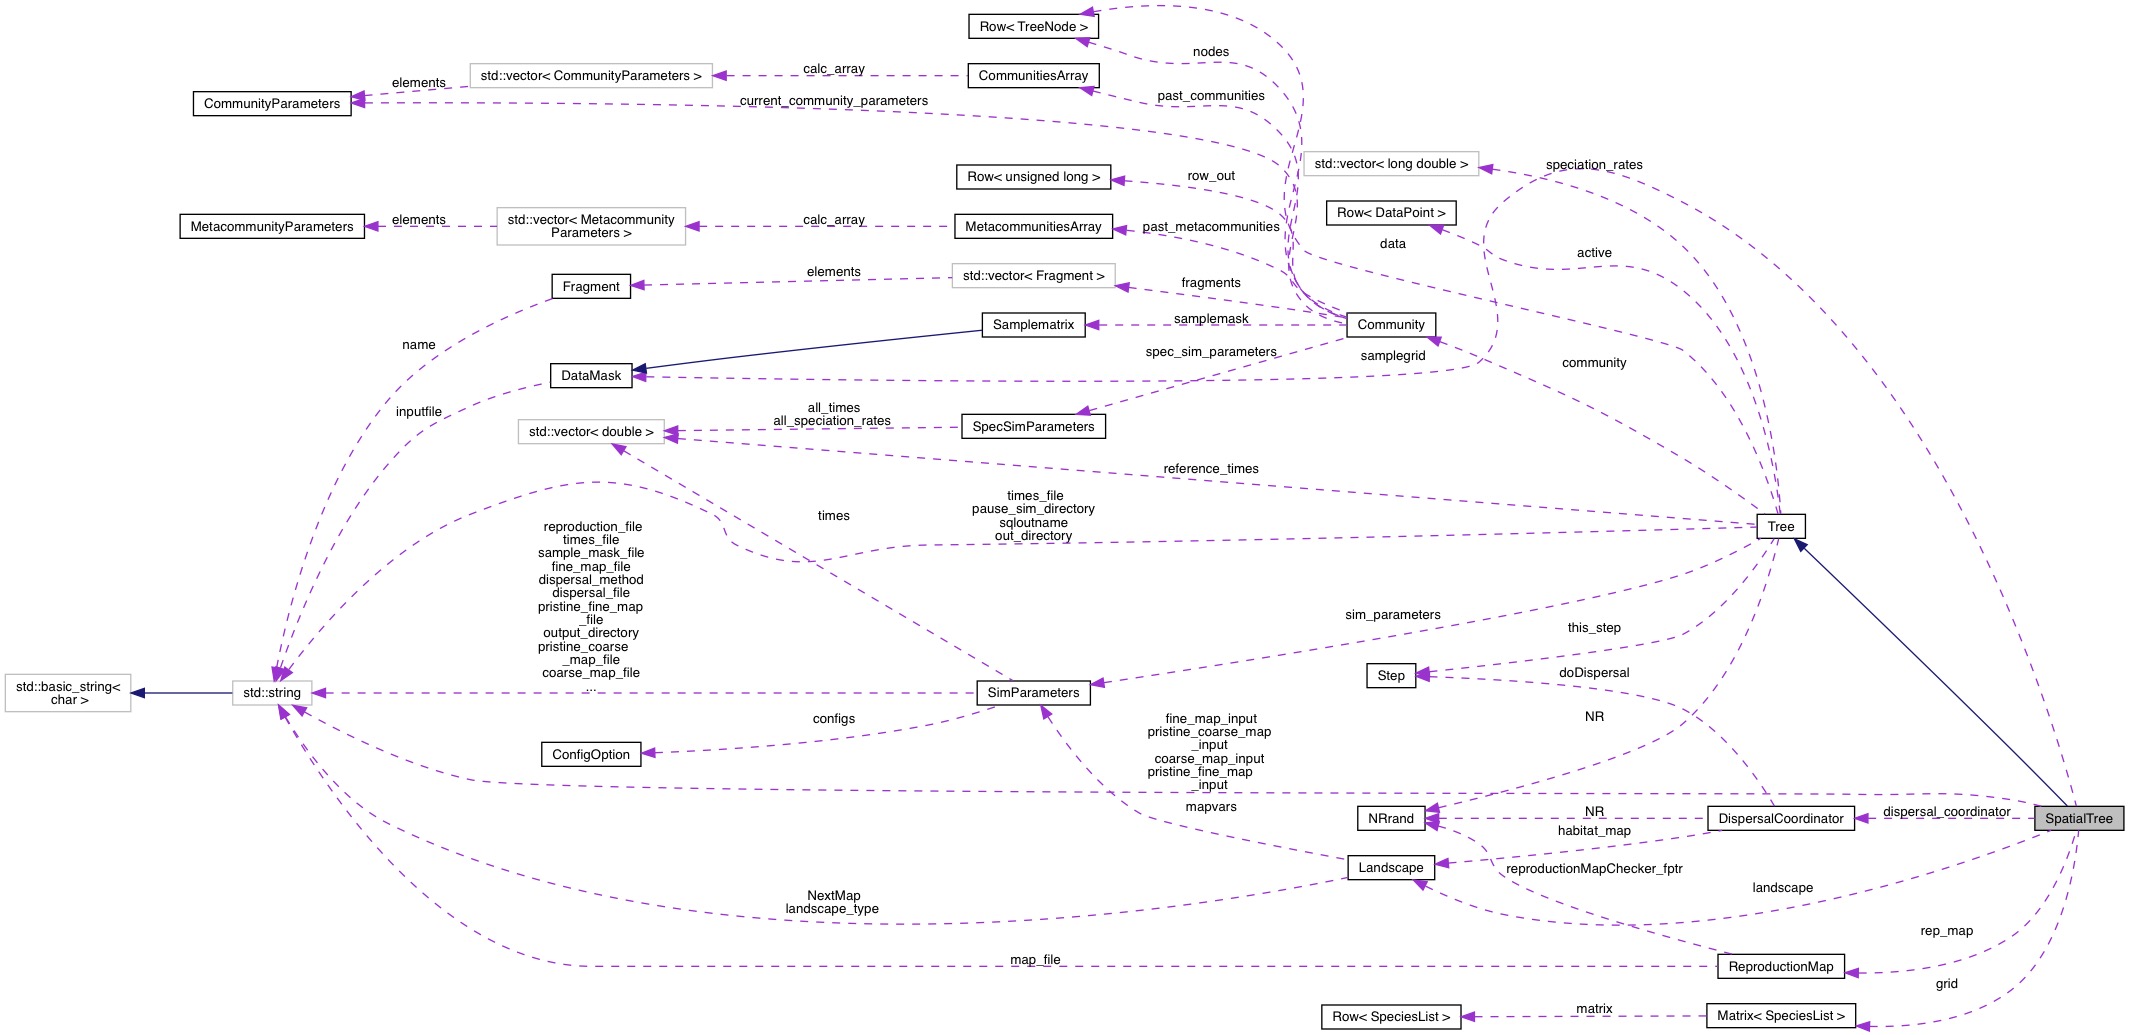 Row< TreeNode >
nodes
std::vector< CommunityParameters >
calc_array
CommunitiesArray
elements
CommunityParameters
current_community_parameters
past_communities
std::vector< long double >
speciation_rates
Row< unsigned long >
row_out
Row< DataPoint >
MetacommunityParameters
elements
std::vector< Metacommunity
Parameters >
calc_array
MetacommunitiesArray
past_metacommunities
data
active
Fragment
elements
std::vector< Fragment >
fragments
Samplematrix
samplemask
Community
name
spec_sim_parameters
samplegrid
community
DataMask
inputfile
all_times
all_speciation_rates
std::vector< double >
SpecSimParameters
reference_times
times
times_file
pause_sim_directory
sqloutname
out_directory
Tree
reproduction_file
times_file
sample_mask_file
fine_map_file
dispersal_method
dispersal_file
pristine_fine_map
_file
output_directory
pristine_coarse
_map_file
coarse_map_file
...
sim_parameters
this_step
std::basic_string<
char >
std::string
SimParameters
Step
doDispersal
configs
ConfigOption
NR
fine_map_input
pristine_coarse_map
_input
coarse_map_input
pristine_fine_map
_input
mapvars
NRrand
NR
DispersalCoordinator
dispersal_coordinator
SpatialTree
habitat_map
Landscape
reproductionMapChecker_fptr
landscape
NextMap
landscape_type
rep_map
map_file
ReproductionMap
grid
Row< SpeciesList >
matrix
Matrix< SpeciesList >